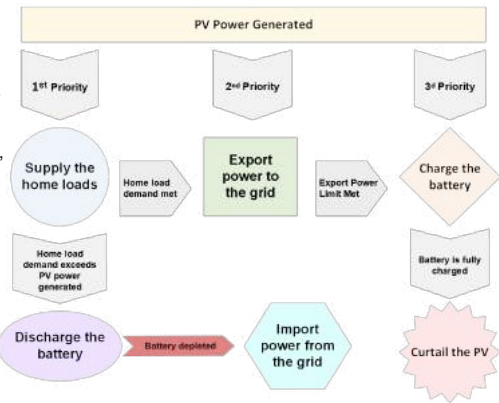 PV Power Generated
1st Priority
2nd Priority
3rd Priority
Supply the
home loads
Home load
demand met
Export
power to
the grid
Export Power
Limit Met
Charge the
battery
Home load
demand exceeds
PV power
generated
Battery is fully
charged
Discharge the
battery
Battery depleted
Import
power from
the grid
Curtail the PV